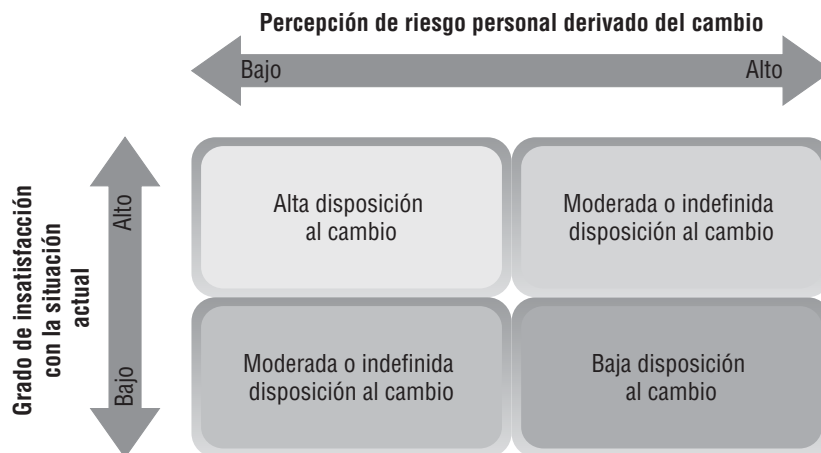 Percepción de riesgo personal derivado del cambio
Bajo
Alto
Grado de insatisfacción
con la situación
actual
Alto
Bajo
Alta disposición
al cambio
Moderada o indefinida
disposición al cambio
Moderada o indefinida
disposición al cambio
Baja disposición
al cambio